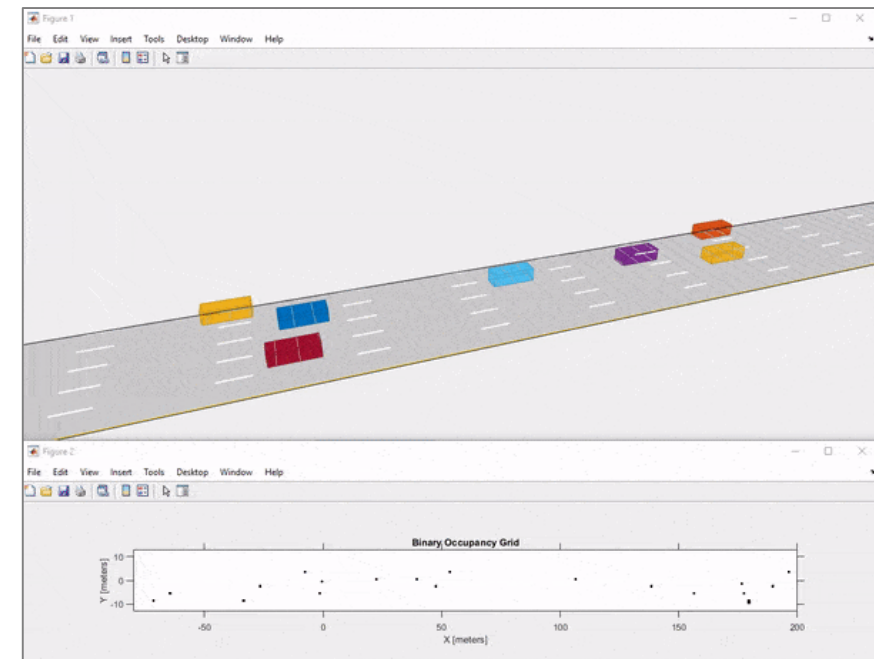 Figure 1
File Edit View Insert Tools Desktop Window Help
Figure 2
File Edit View Insert Tools Desktop Window Help
Binary Occupancy Grid
Y [meters]
10
0
-10
-50 0 50 100 150 200
X [meters]